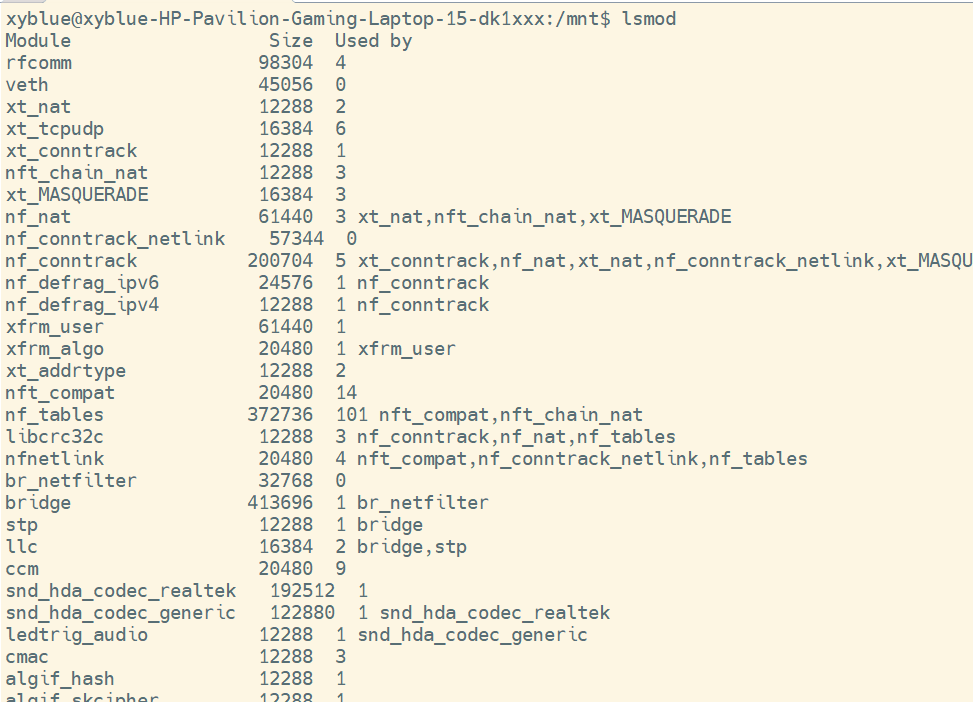 xyblue@xyblue-HP-Pavilion-Gaming-Laptop-15-dk1xxx:/mnt$ lsmod
Module                  Size  Used by
rfcomm                 98304  4
veth                   45056  0
xt_nat                 12288  2
xt_tcpudp              16384  6
xt_conntrack           12288  1
nft_chain_nat          12288  3
xt_MASQUERADE          16384  3
nf_nat                 61440  3 xt_nat,nft_chain_nat,xt_MASQUERADE
nf_conntrack_netlink    57344  0
nf_conntrack          200704  5 xt_conntrack,nf_nat,xt_nat,nf_conntrack_netlink,xt_MASQU
nf_defrag_ipv6         24576  1 nf_conntrack
nf_defrag_ipv4         12288  1 nf_conntrack
xfrm_user              61440  1
xfrm_algo              20480  1 xfrm_user
xt_addrtype            12288  2
nft_compat             20480  14
nf_tables             372736  101 nft_compat,nft_chain_nat
libcrc32c              12288  3 nf_conntrack,nf_nat,nf_tables
nfnetlink              20480  4 nft_compat,nf_conntrack_netlink,nf_tables
br_netfilter           32768  0
bridge                413696  1 br_netfilter
stp                    12288  1 bridge
llc                    16384  2 bridge,stp
ccm                    20480  9
snd_hda_codec_realtek   192512  1
snd_hda_codec_generic   122880  1 snd_hda_codec_realtek
ledtrig_audio          12288  1 snd_hda_codec_generic
cmac                   12288  3
algif_hash             12288  1
algif_skcipher         12288  1